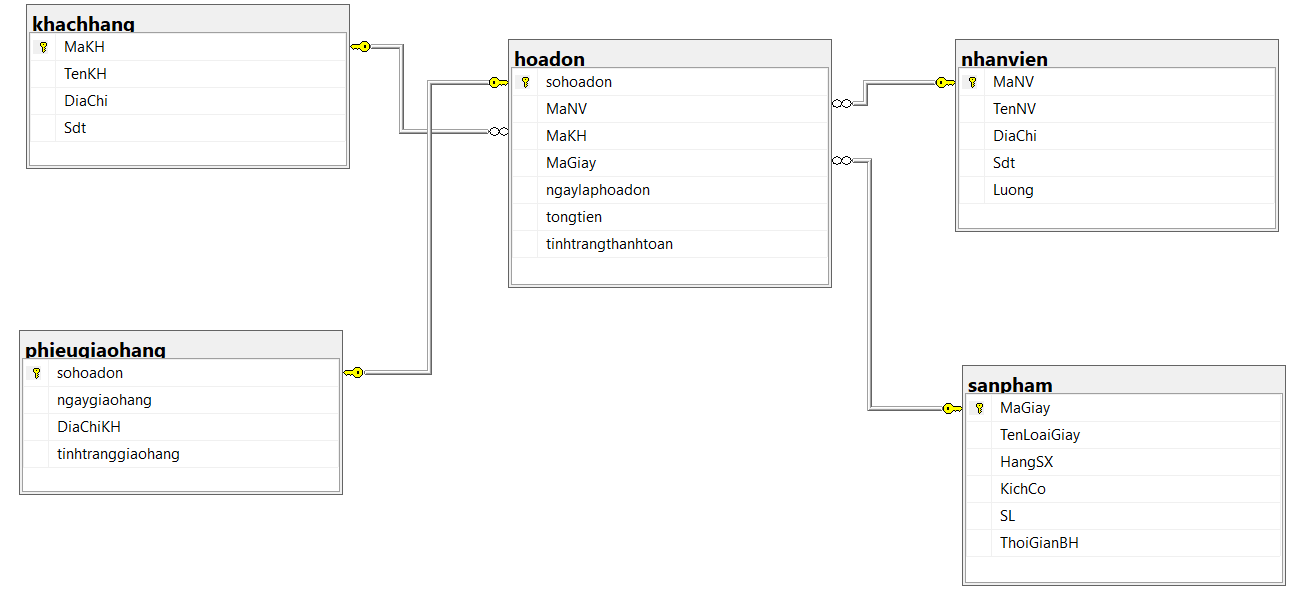 khachhang
MaKH
TenKH
DiaChi
Sdt
hoadon
sohoadon
MaNV
MaKH
MaGiay
ngaylaphoadon
tongtien
tinhtrangthanhtoan
nhanvien
MaNV
TenNV
DiaChi
Sdt
Luong
phieugiaohang
sohoadon
ngaygiaohang
DiaChiKH
tinhtranggiaohang
sanpham
MaGiay
TenLoaiGiay
HangSX
KichCo
SL
ThoiGianBH